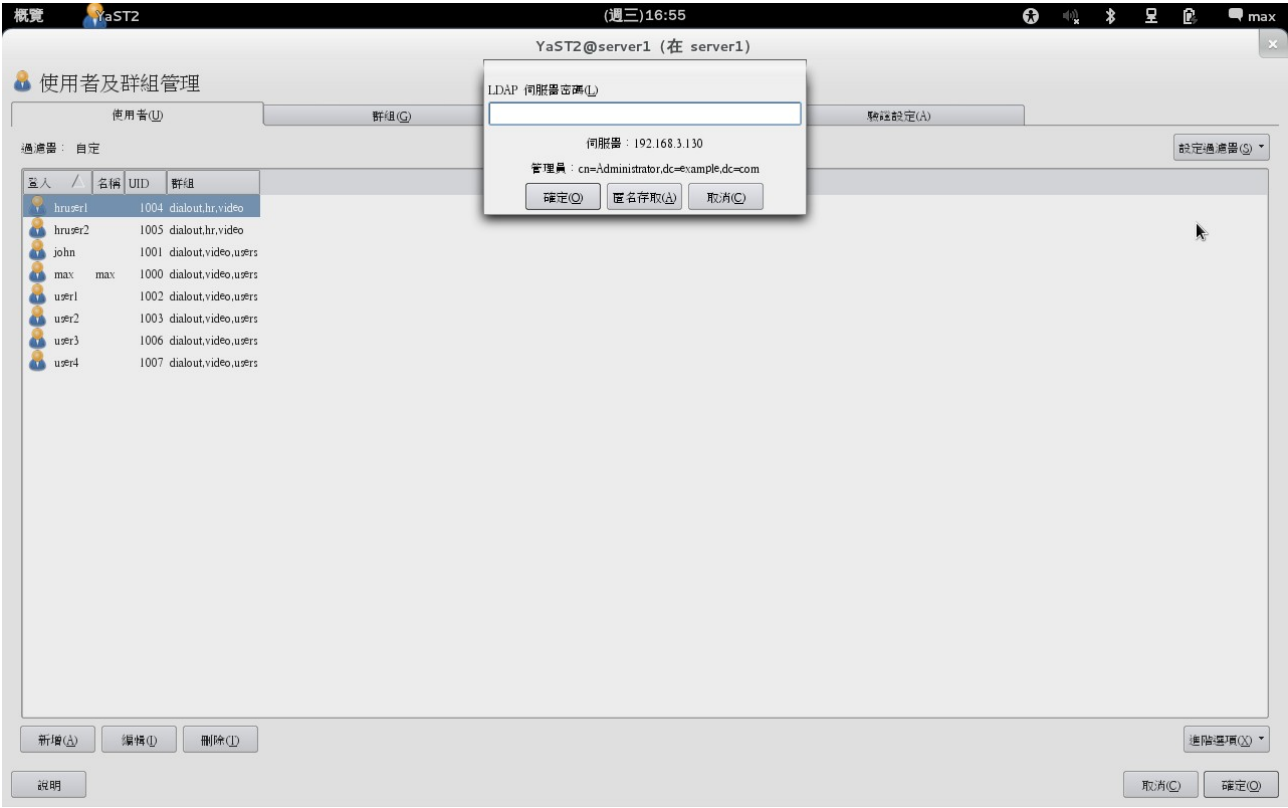 概覽 YaST2 (週三)16:55 max
YaST2@server1 (在 server1)
使用者及群組管理
LDAP 伺服器密碼(L)
使用者(U) 群組(G) 驗證設定(A)
伺服器：192.168.3.130
過濾器： 自定 設定過濾器(S)
管理員：cn=Administrator,dc=example,dc=com
登入 名稱 UID 群組
確定(O) 匿名存取(A) 取消(C)
hruser1 1004 dialout,hr,video
hruser2 1005 dialout,hr,video
john 1001 dialout,video,users
max max 1000 dialout,video,users
user1 1002 dialout,video,users
user2 1003 dialout,video,users
user3 1006 dialout,video,users
user4 1007 dialout,video,users
新增(A) 編輯(I) 刪除(T) 進階選項(X)
說明 取消(C) 確定(O)